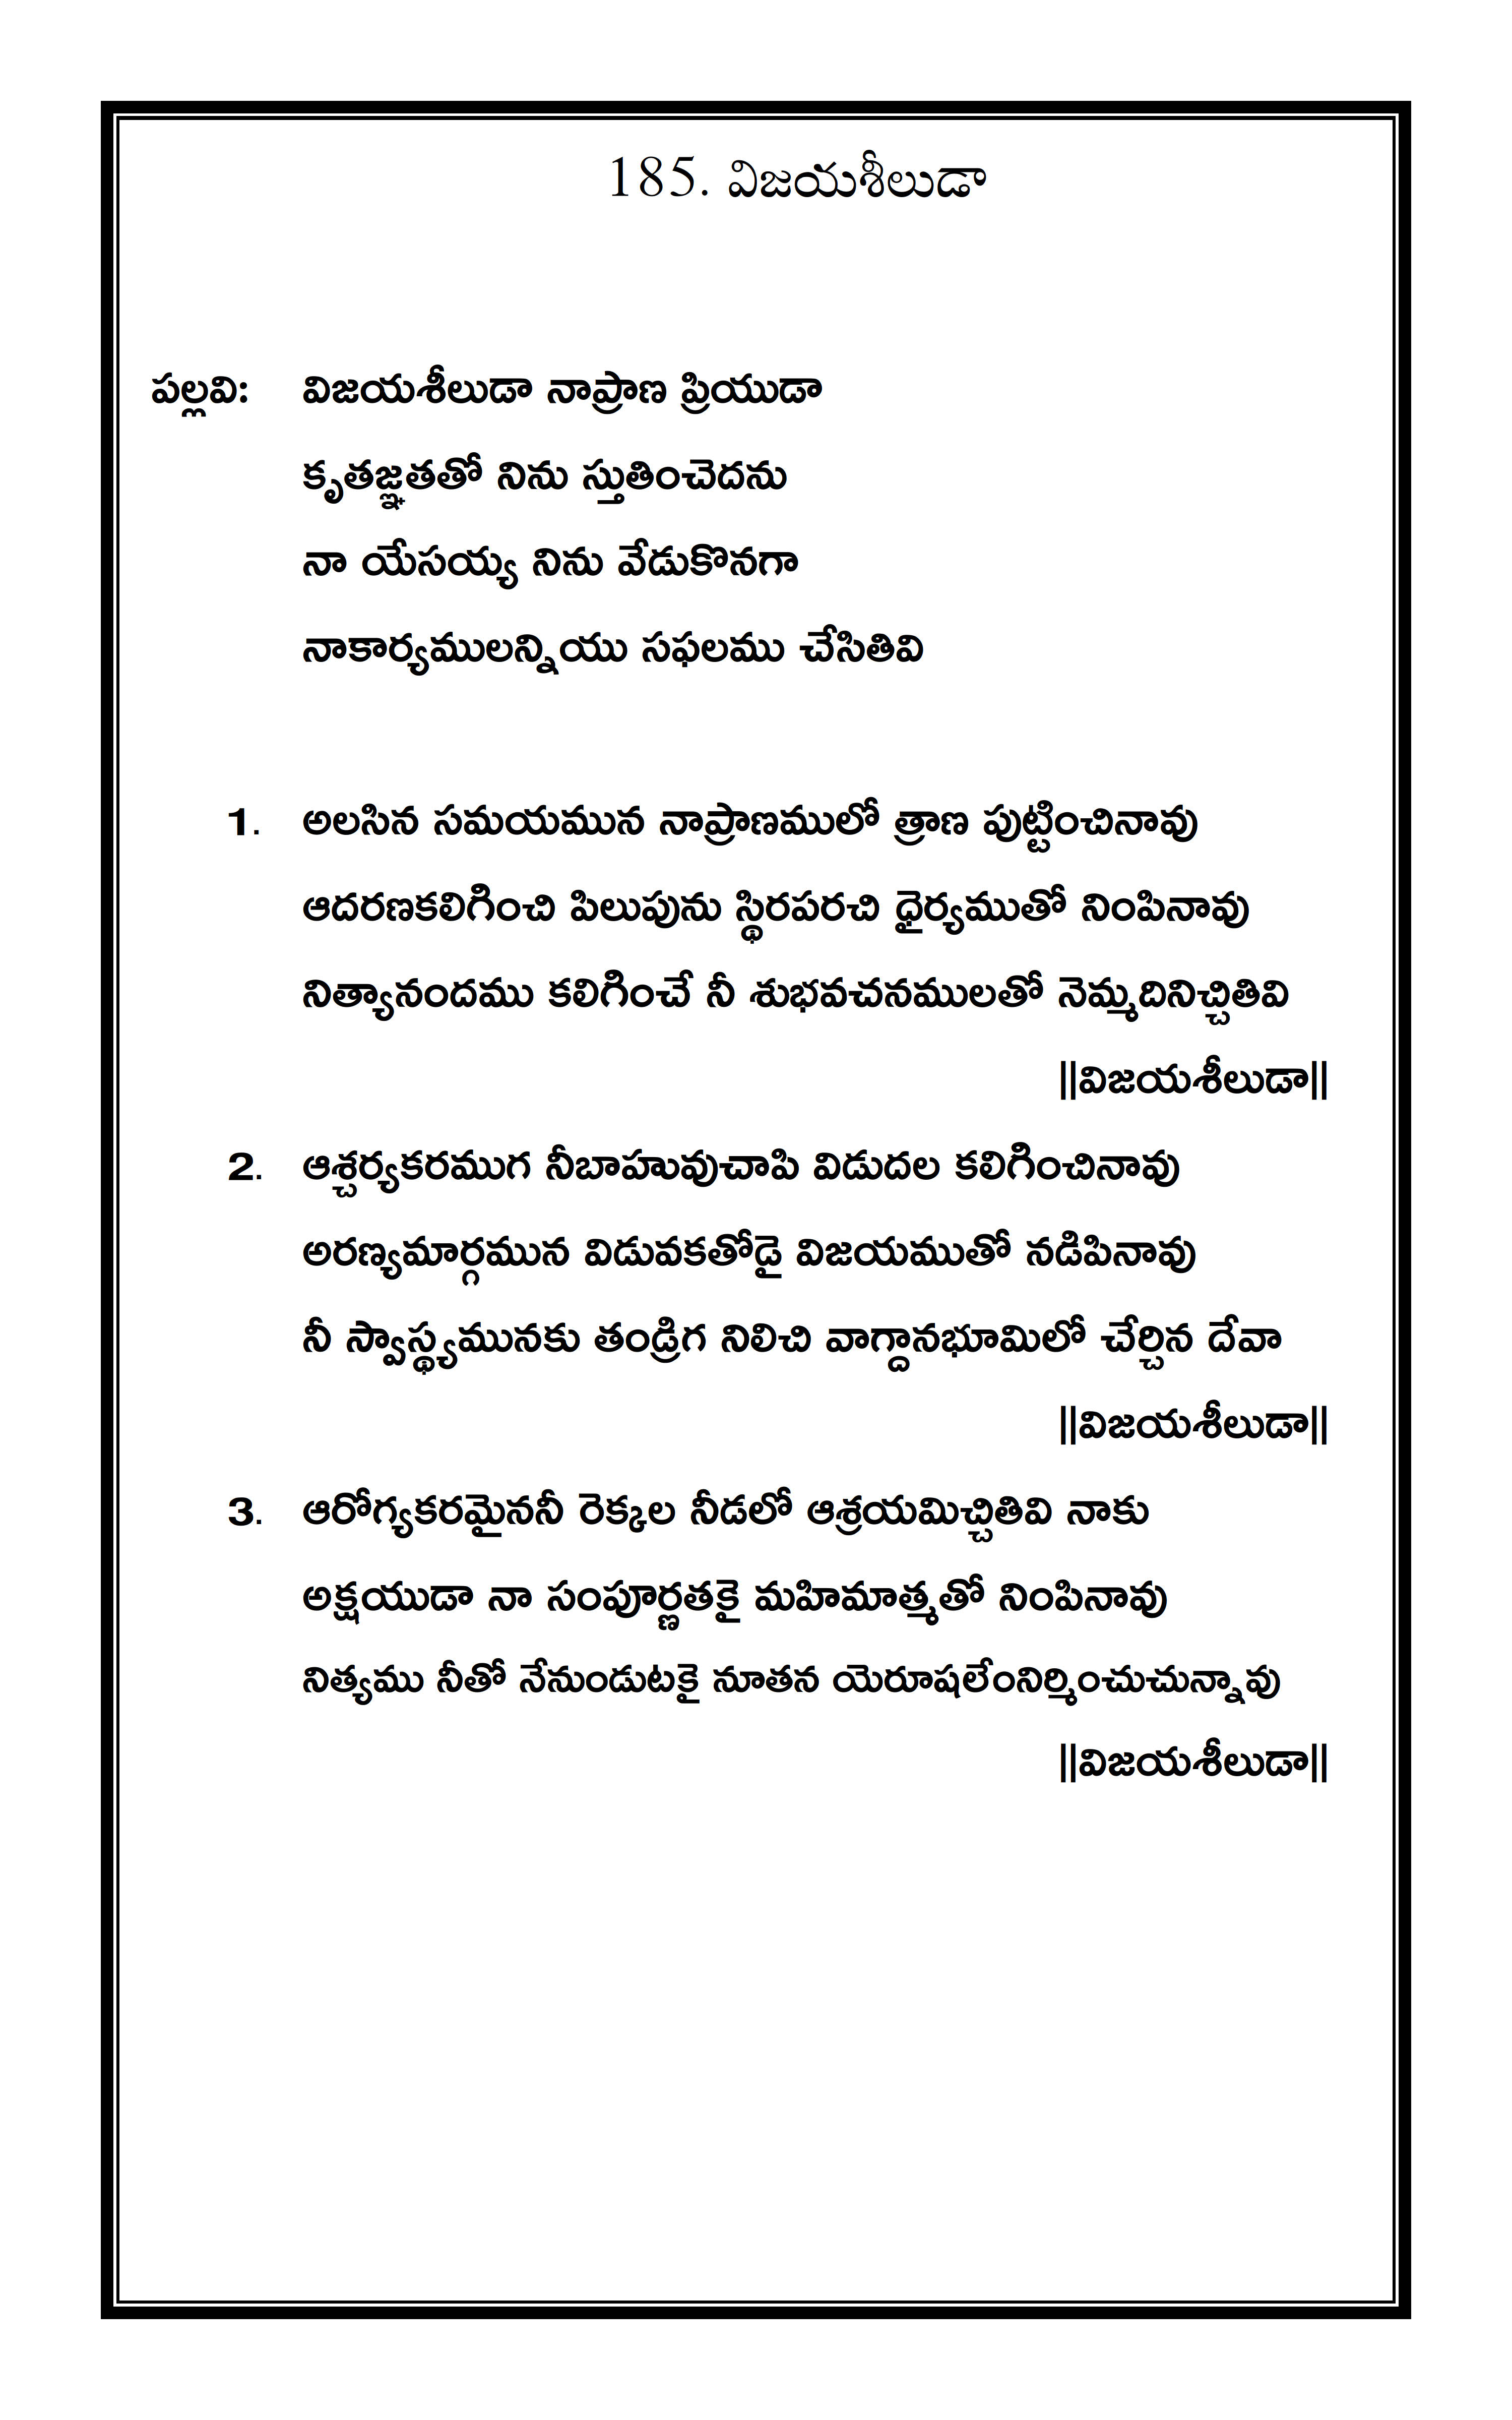 185. విజయశీలుడా
పల్లవి: విజయశీలుడా నాప్రాణ ప్రియుడా
కృతజ్ఞతతో నిను స్తుతించెదను
నా యేసయ్య నిను వేడుకొనగా
నాకార్యములన్నియు సఫలము చేసితివి
1. అలసిన సమయమున నాప్రాణములో త్రాణ పుట్టించినావు
ఆదరణకలిగించి పిలుపును స్థిరపరచి ధైర్యముతో నింపినావు
నిత్యానందము కలిగించే నీ శుభవచనములతో నెమ్మదినిచ్చితివి
||విజయశీలుడా||
2. ఆశ్చర్యకరముగ నీబాహువుచాపి విడుదల కలిగించినావు
అరణ్యమార్గమున విడువకతోడై విజయముతో నడిపినావు
నీ స్వాస్థ్యమునకు తండ్రిగ నిలిచి వాగ్దానభూమిలో చేర్చిన దేవా
||విజయశీలుడా||
3. ఆరోగ్యకరమైననీ రెక్కల నీడలో ఆశ్రయమిచ్చితివి నాకు
అక్షయుడా నా సంపూర్ణతకై మహిమాత్మతో నింపినావు
నిత్యము నీతో నేనుండుటకై నూతన యెరూషలేంనిర్మించుచున్నావు
||విజయశీలుడా||